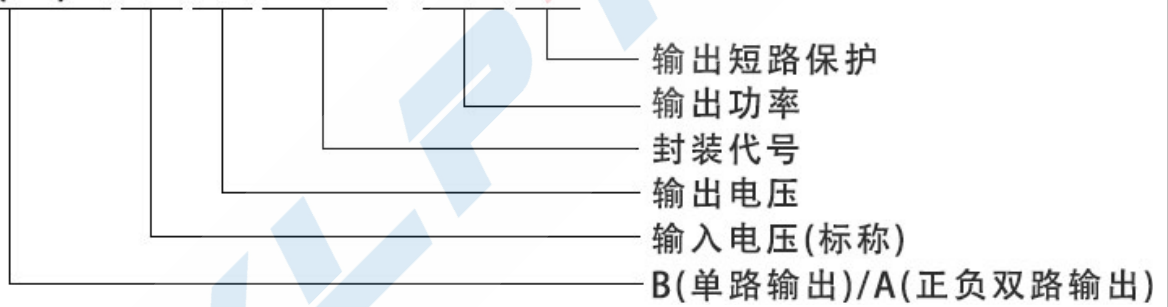 输出短路保护
输出功率
封装代号
输出电压
输入电压(标称)
B(单路输出)/A(正负双路输出)